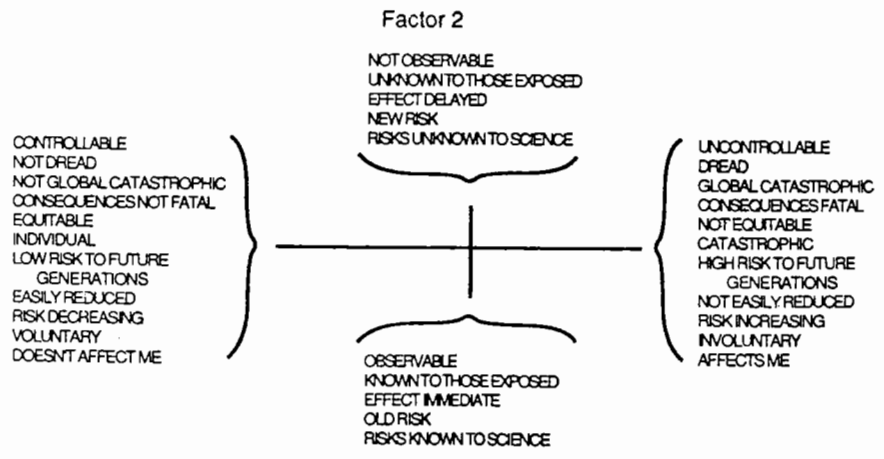 Factor 2
NOT OBSERVABLE
UNKNOWN TO THOSE EXPOSED
EFFECT DELAYED
NEW RISK
RISKS UNKNOWN TO SCIENCE
CONTROLLABLE
NOT DREAD
NOT GLOBAL CATASTROPHIC
CONSEQUENCES NOT FATAL
EQUITABLE
INDIVIDUAL
LOW RISK TO FUTURE
GENERATIONS
EASILY REDUCED
RISK DECREASING
VOLUNTARY
DOESN'T AFFECT ME
UNCONTROLLABLE
DREAD
GLOBAL CATASTROPHIC
CONSEQUENCES FATAL
NOT EQUITABLE
CATASTROPHIC
HIGH RISK TO FUTURE
GENERATIONS
NOT EASILY REDUCED
RISK INCREASING
INVOLUNTARY
AFFECTS ME
OBSERVABLE
KNOWN TO THOSE EXPOSED
EFFECT IMMEDIATE
OLD RISK
RISKS KNOWN TO SCIENCE